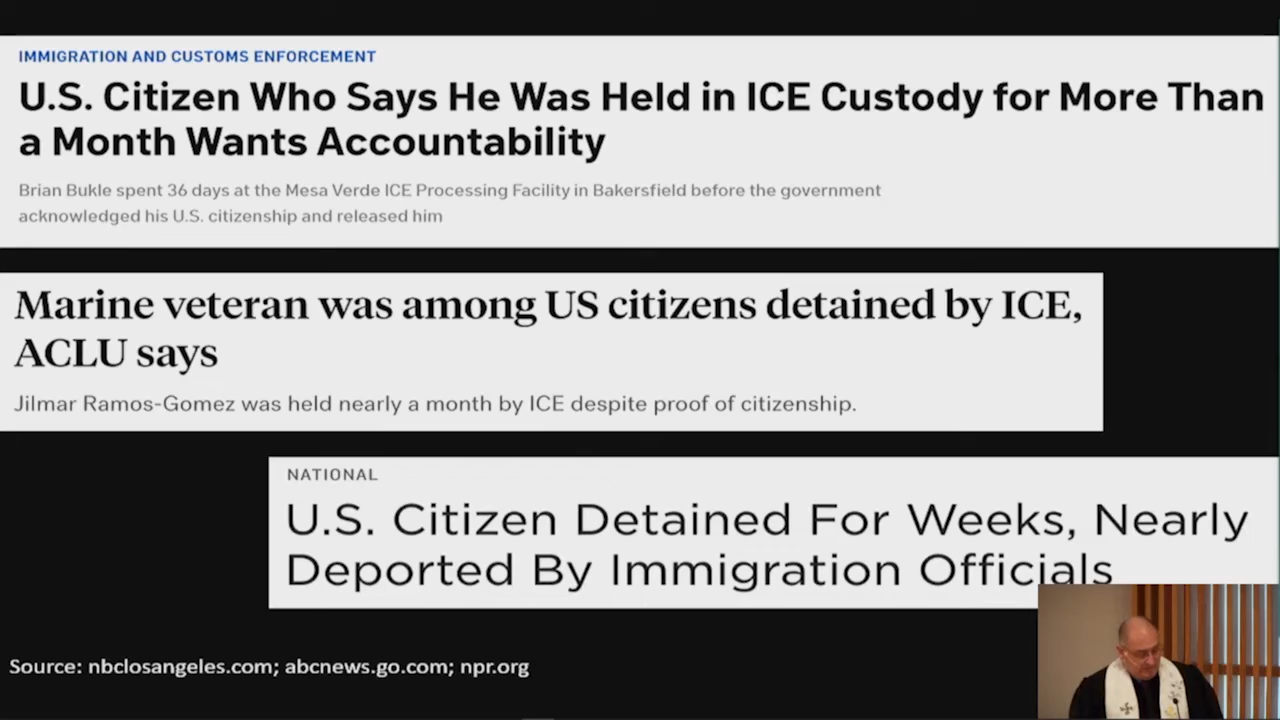 IMMIGRATION AND CUSTOMS ENFORCEMENT
U.S. Citizen Who Says He Was Held in ICE Custody for More Than
a Month Wants Accountability
Brian Bukle spent 36 days at the Mesa Verde ICE Processing Facility in Bakersfield before the government
acknowledged his U.S. citizenship and released him
Marine veteran was among US citizens detained by ICE,
ACLU says
Jilmar Ramos-Gomez was held nearly a month by ICE despite proof of citizenship.
NATIONAL
U.S. Citizen Detained For Weeks, Nearly
Deported By Immigration Officials
Source: nbclosangeles.com; abcnews.go.com; npr.org